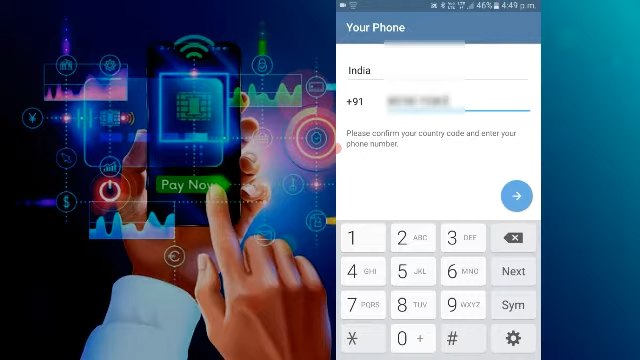 46% 4:49 p.m.
Your Phone
India
+91
Please confirm your country code and enter your
phone number.
Pay Now
1 2 ABC 3 DEF
4 GHI 5 JKL 6 MNO Next
7 PQRS 8 TUV 9 WXYZ Sym
* 0 + #